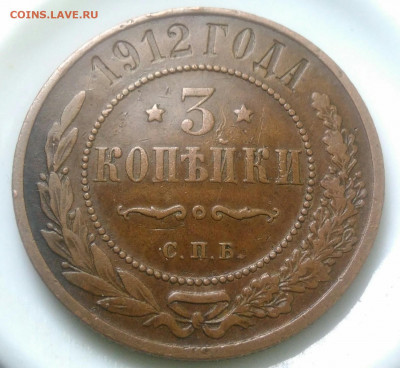 COINS.LAVE.RU
1912 ГОДА
3
КОПѢЙКИ
С.П.Б.